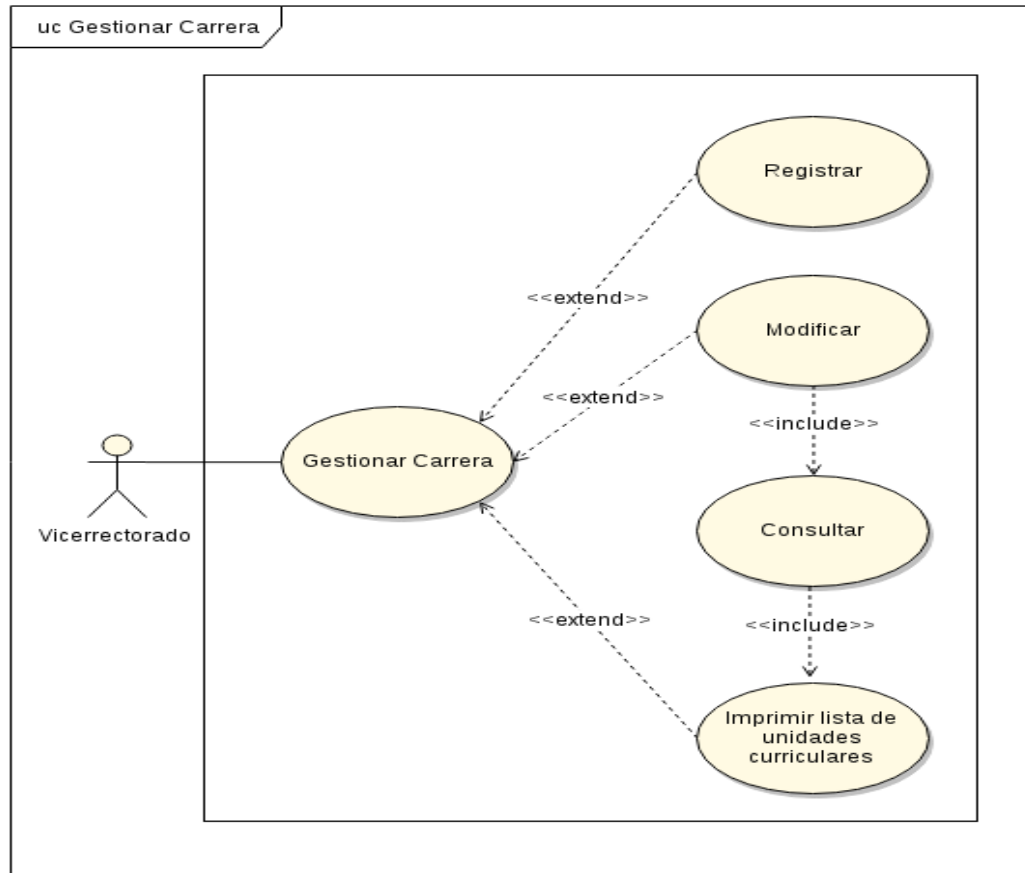 uc Gestionar Carrera
Registrar
<<extend>>
Modificar
<<extend>>
<<include>>
Gestionar Carrera
Vicerrectorado
Consultar
<<extend>>
<<include>>
Imprimir lista de
unidades
curriculares